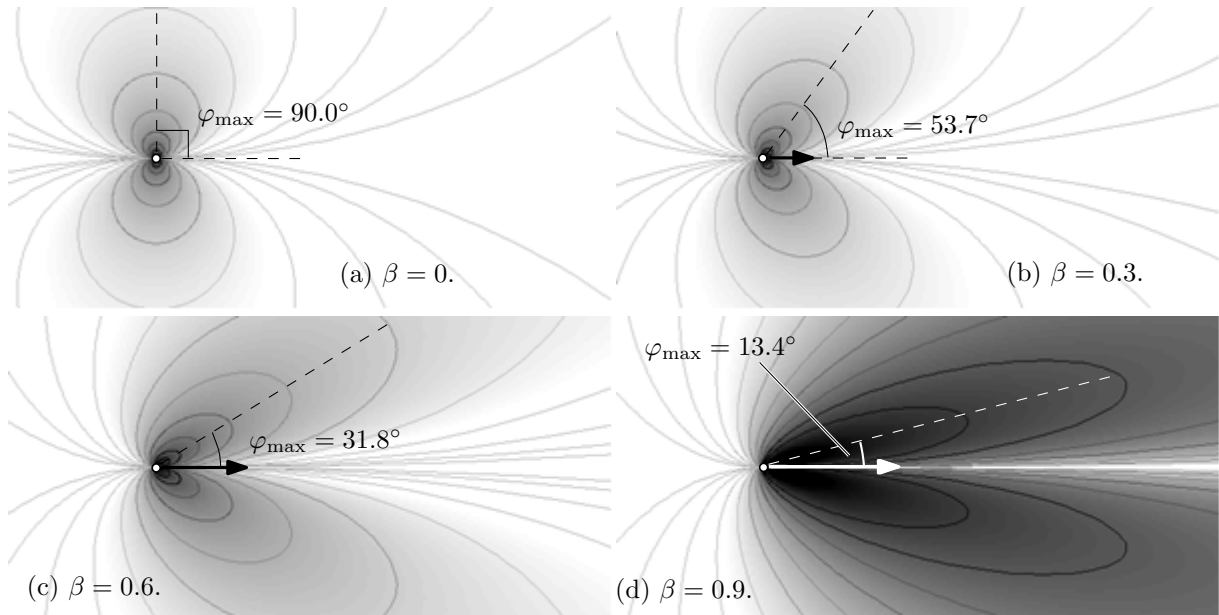 φmax = 90.0°
(a) β = 0.
φmax = 53.7°
(b) β = 0.3.
φmax = 31.8°
(c) β = 0.6.
φmax = 13.4°
(d) β = 0.9.